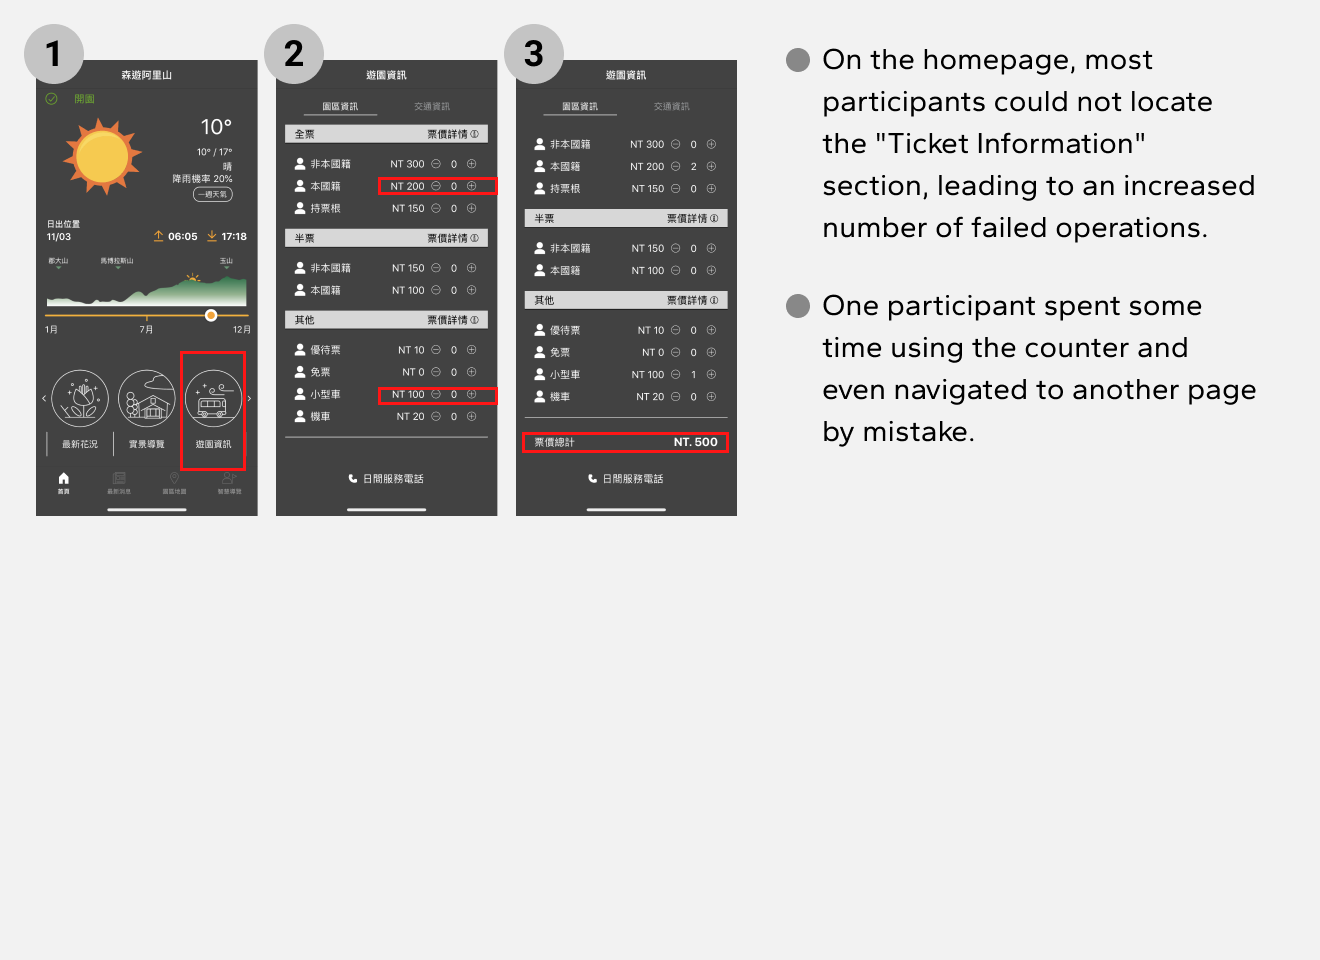 1
森遊阿里山
開園
10°
10° / 17°
晴
降雨機率 20%
一週天氣
日出位置
11/03
06:05
17:18
郡大山
馬博拉斯山
玉山
1月
7月
12月
最新花況
實景導覽
遊園資訊
首頁
最新消息
園區地圖
智慧導覽
2
遊園資訊
園區資訊
交通資訊
全票 票價詳情
非本國籍 NT 300 0
本國籍 NT 200 0
持票根 NT 150 0
半票 票價詳情
非本國籍 NT 150 0
本國籍 NT 100 0
其他 票價詳情
優待票 NT 10 0
免票 NT 0 0
小型車 NT 100 0
機車 NT 20 0
日間服務電話
3
遊園資訊
園區資訊
交通資訊
非本國籍 NT 300 0
本國籍 NT 200 2
持票根 NT 150 0
半票 票價詳情
非本國籍 NT 150 0
本國籍 NT 100 0
其他 票價詳情
優待票 NT 10 0
免票 NT 0 0
小型車 NT 100 1
機車 NT 20 0
票價總計 NT. 500
日間服務電話
On the homepage, most
participants could not locate
the "Ticket Information"
section, leading to an increased
number of failed operations.
One participant spent some
time using the counter and
even navigated to another page
by mistake.